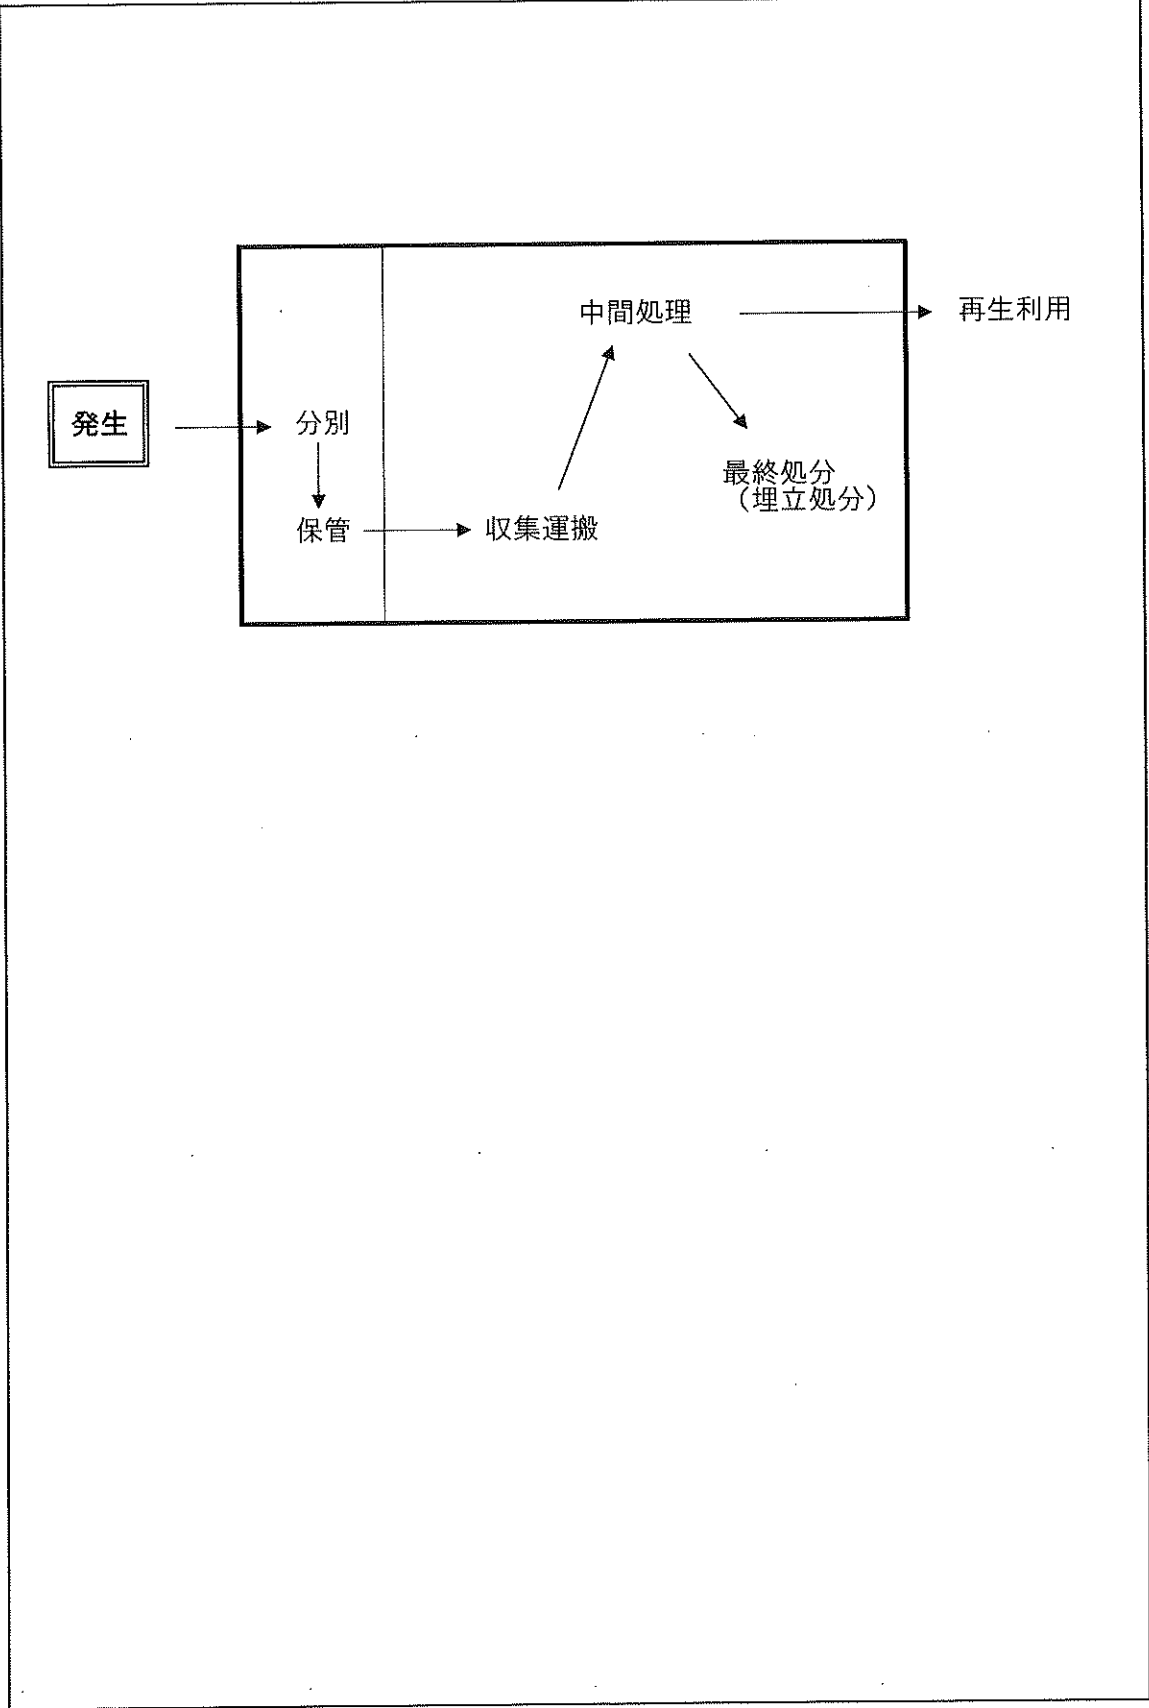 中間処理
再生利用
発生
分別
最終処分
（埋立処分）
保管
収集運搬